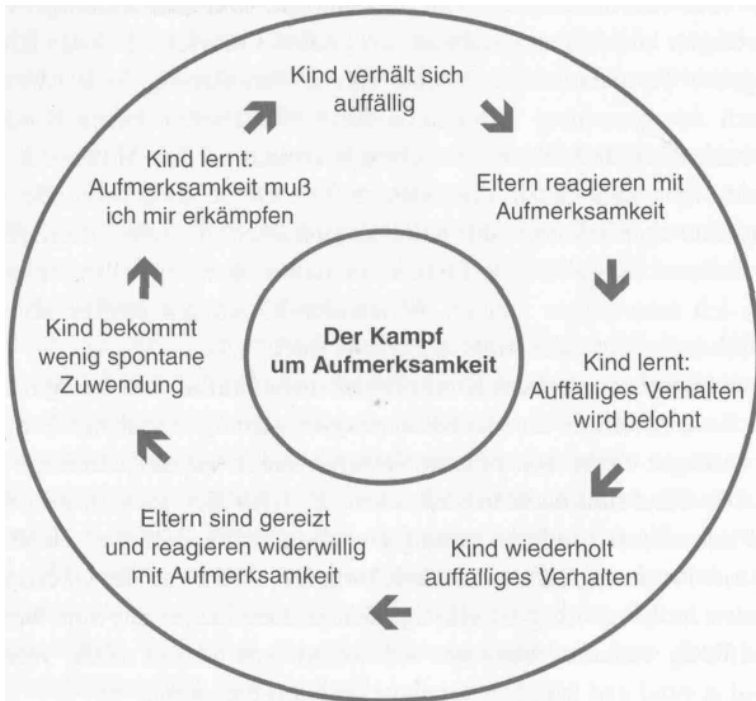 Kind verhält sich
auffällig
Eltern reagieren mit
Aufmerksamkeit
Kind lernt:
Auffälliges Verhalten
wird belohnt
Kind wiederholt
auffälliges Verhalten
Eltern sind gereizt
und reagieren widerwillig
mit Aufmerksamkeit
Kind bekommt
wenig spontane
Zuwendung
Kind lernt:
Aufmerksamkeit muß
ich mir erkämpfen
Der Kampf
um Aufmerksamkeit